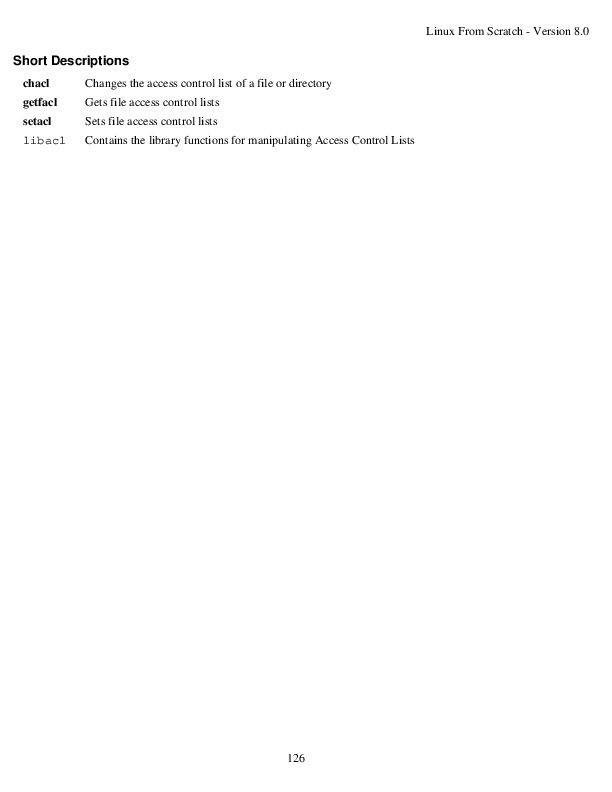 Linux From Scratch - Version 8.0
Short Descriptions
chacl Changes the access control list of a file or directory
getfacl Gets file access control lists
setacl Sets file access control lists
libacl Contains the library functions for manipulating Access Control Lists
126